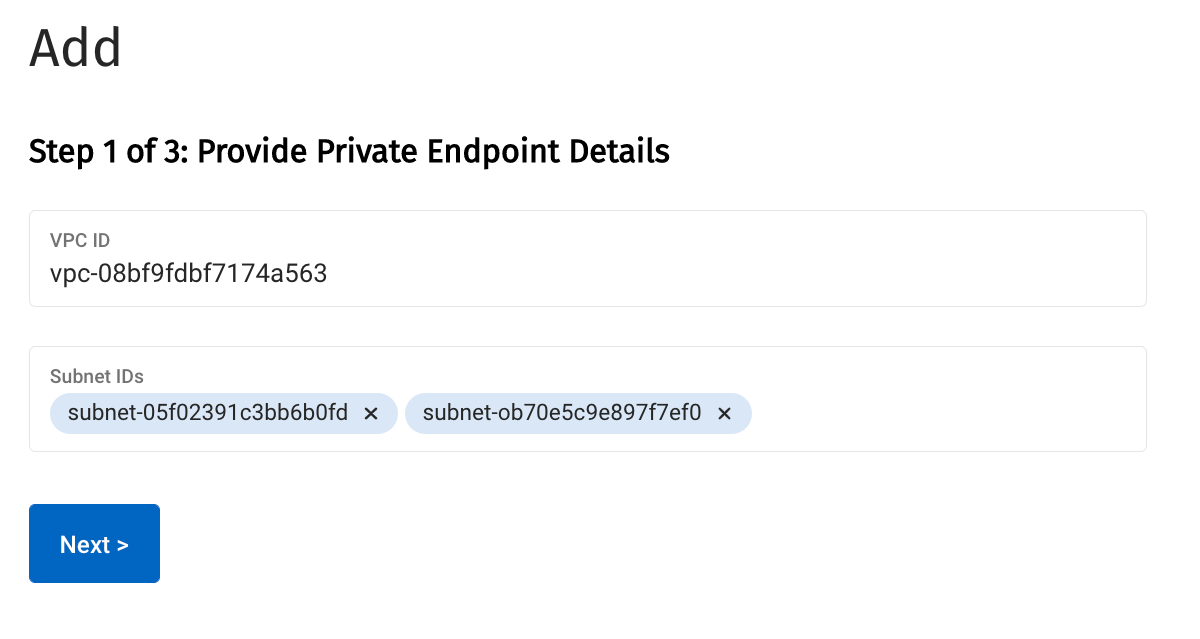 Add
Step 1 of 3: Provide Private Endpoint Details
VPC ID
vpc-08bf9fdbf7174a563
Subnet IDs
subnet-05f02391c3bb6b0fd × subnet-ob70e5c9e897f7ef0 ×
Next >